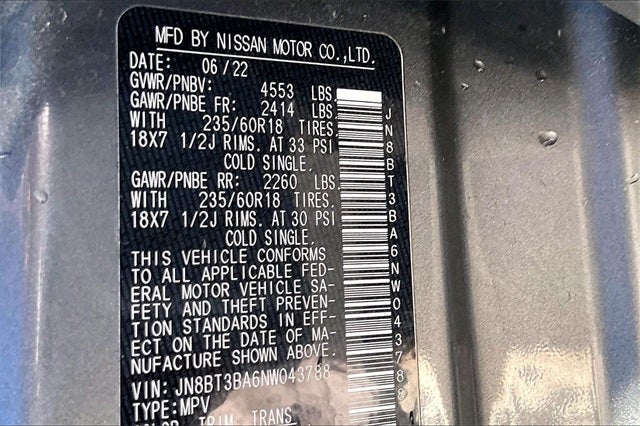 MFD BY NISSAN MOTOR CO.,LTD.
DATE: 06/22
GVWR/PNBV: 4553 LBS.
GAWR/PNBE FR: 2414 LBS.
WITH 235/60R18 TIRES.
18X7 1/2J RIMS. AT 33 PSI
COLD SINGLE.
GAWR/PNBE RR: 2260 LBS.
WITH 235/60R18 TIRES.
18X7 1/2J RIMS. AT 30 PSI
COLD SINGLE.
THIS VEHICLE CONFORMS
TO ALL APPLICABLE FED-
ERAL MOTOR VEHICLE SA-
FETY AND THEFT PREVEN-
TION STANDARDS IN EFF-
ECT ON THE DATE OF MA-
NUFACTURE SHOWN ABOVE.
VIN: JN8BT3BA6NW043788
TYPE:MPV
COLOR TRIM TRANS
JN8BT3BA6NW043788